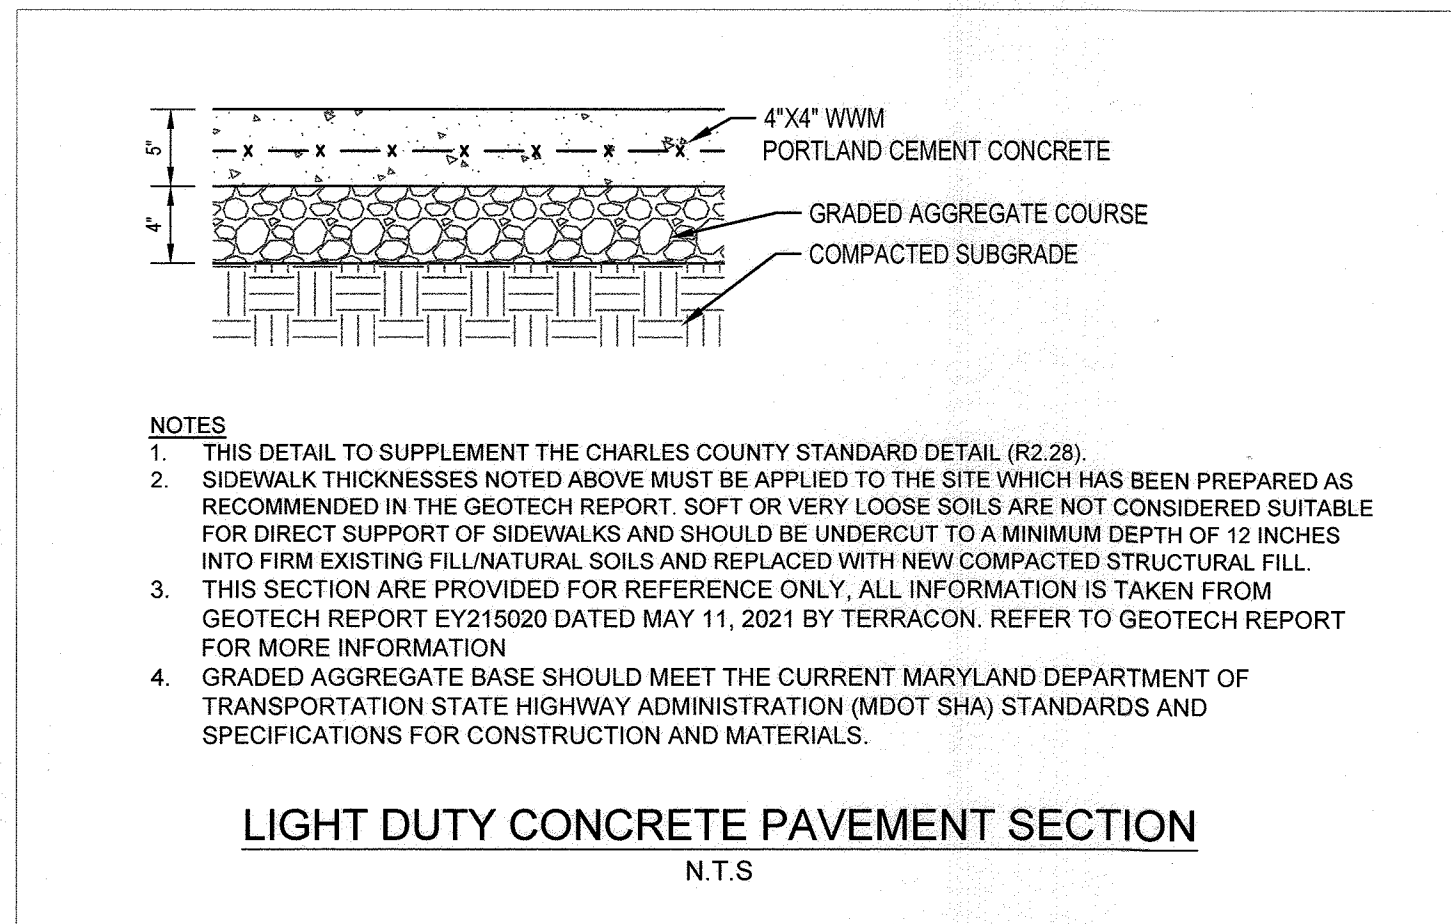 5"
4"X4" WWM
PORTLAND CEMENT CONCRETE
4"
GRADED AGGREGATE COURSE
COMPACTED SUBGRADE
NOTES
1. THIS DETAIL TO SUPPLEMENT THE CHARLES COUNTY STANDARD DETAIL (R2.28).
2. SIDEWALK THICKNESSES NOTED ABOVE MUST BE APPLIED TO THE SITE WHICH HAS BEEN PREPARED AS
RECOMMENDED IN THE GEOTECH REPORT. SOFT OR VERY LOOSE SOILS ARE NOT CONSIDERED SUITABLE
FOR DIRECT SUPPORT OF SIDEWALKS AND SHOULD BE UNDERCUT TO A MINIMUM DEPTH OF 12 INCHES
INTO FIRM EXISTING FILL/NATURAL SOILS AND REPLACED WITH NEW COMPACTED STRUCTURAL FILL.
3. THIS SECTION ARE PROVIDED FOR REFERENCE ONLY, ALL INFORMATION IS TAKEN FROM
GEOTECH REPORT EY215020 DATED MAY 11, 2021 BY TERRACON. REFER TO GEOTECH REPORT
FOR MORE INFORMATION
4. GRADED AGGREGATE BASE SHOULD MEET THE CURRENT MARYLAND DEPARTMENT OF
TRANSPORTATION STATE HIGHWAY ADMINISTRATION (MDOT SHA) STANDARDS AND
SPECIFICATIONS FOR CONSTRUCTION AND MATERIALS.
LIGHT DUTY CONCRETE PAVEMENT SECTION
N.T.S